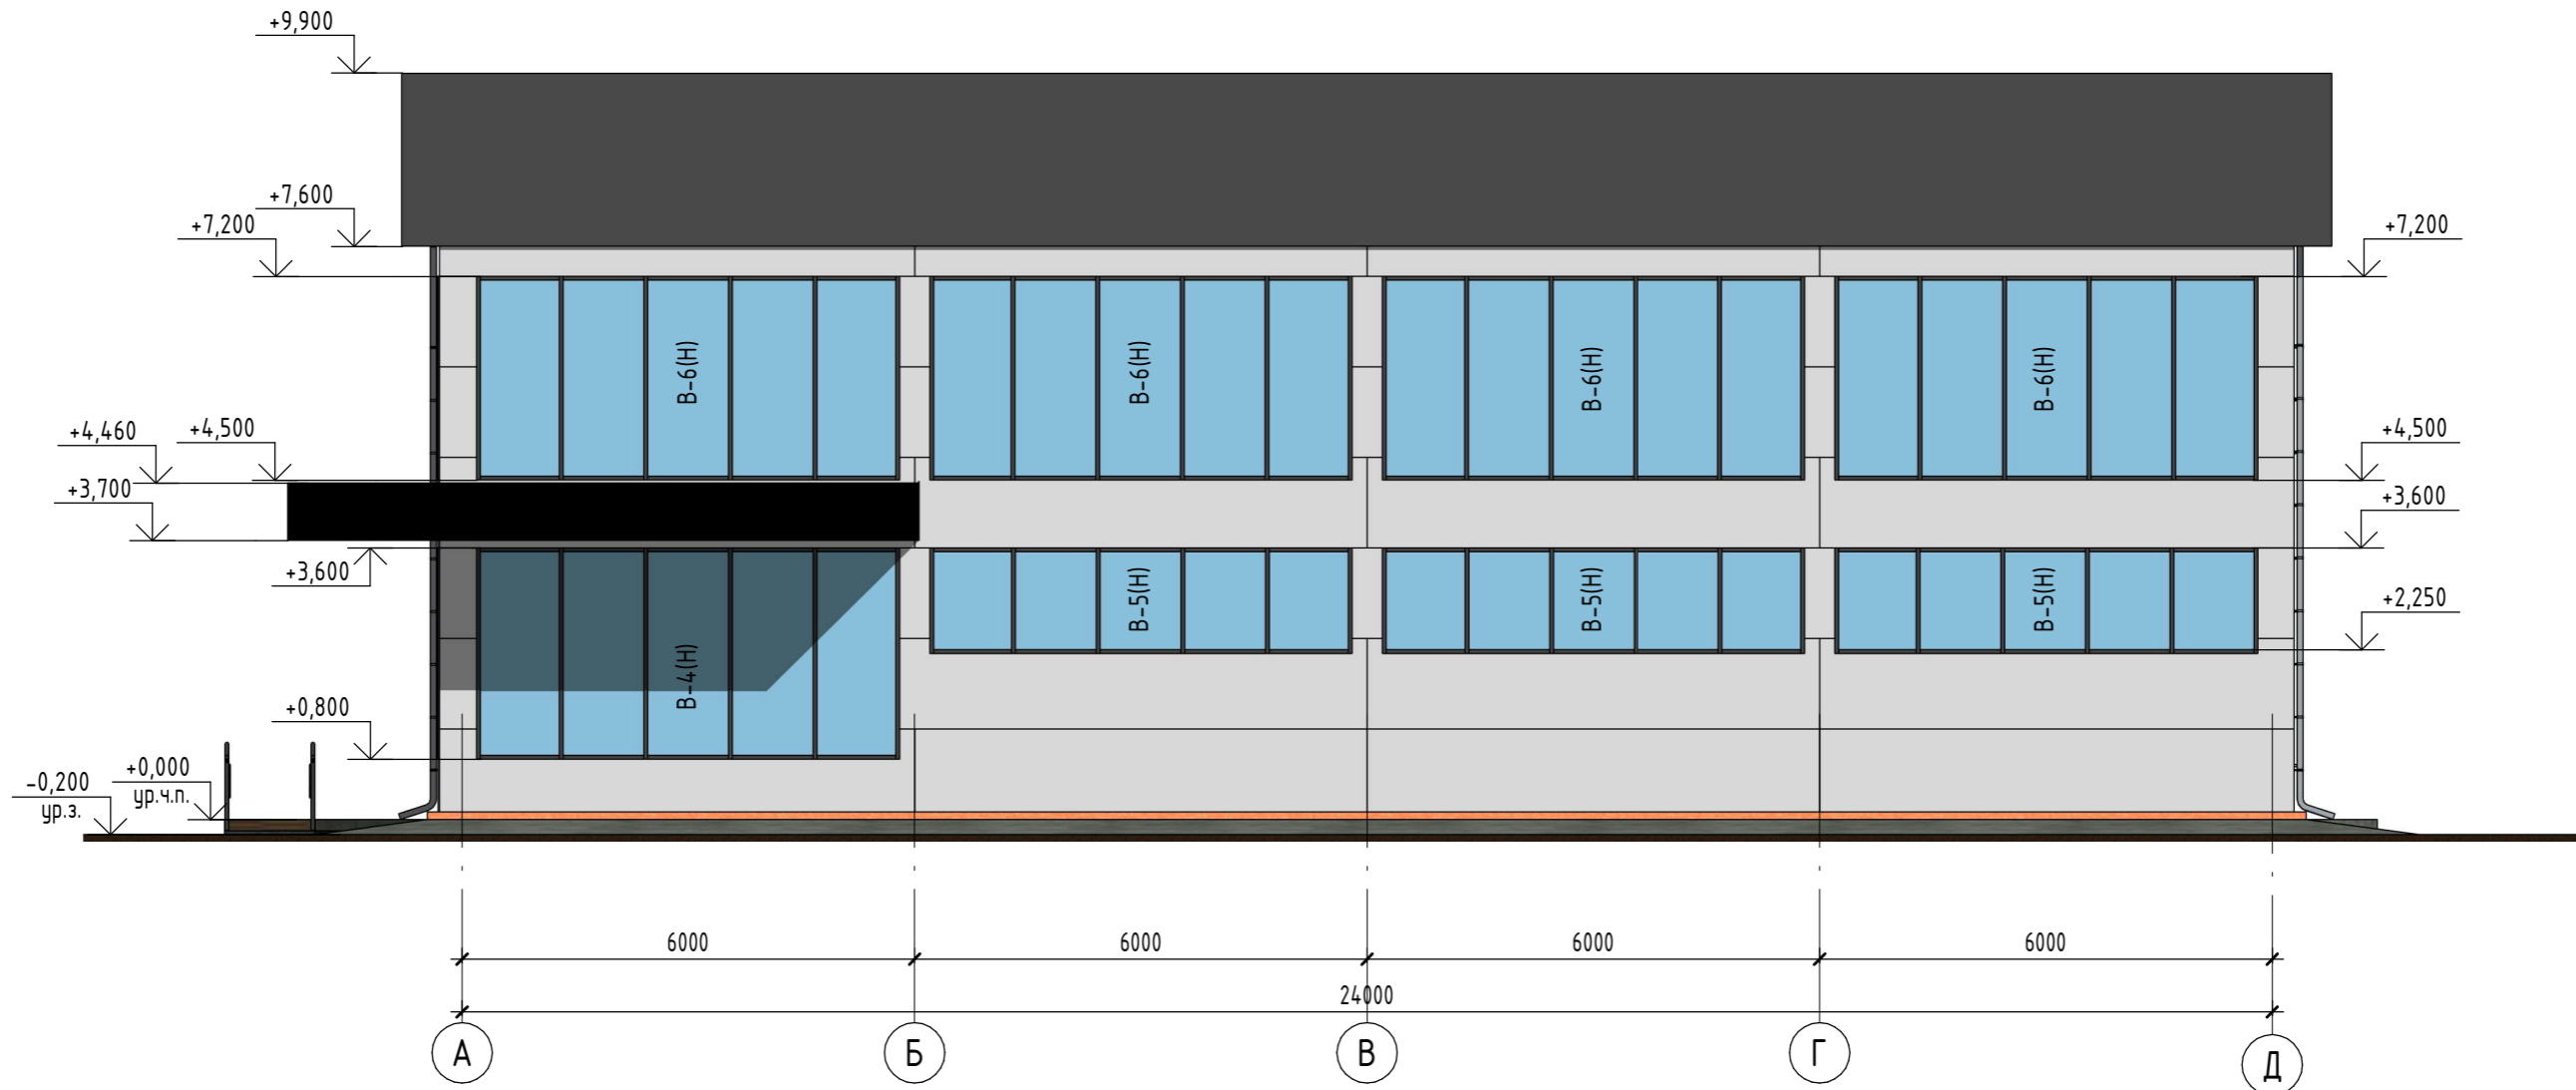 +9,900
+7,600
+7,200
+7,200
В-6(Н)
В-6(Н)
В-6(Н)
В-6(Н)
+4,460
+4,500
+4,500
+3,700
+3,600
+3,600
В-5(Н)
В-5(Н)
В-5(Н)
+2,250
В-4(Н)
+0,800
-0,200
ур.з.
+0,000
ур.ч.п.
6000
6000
6000
6000
24000
А
Б
В
Г
Д